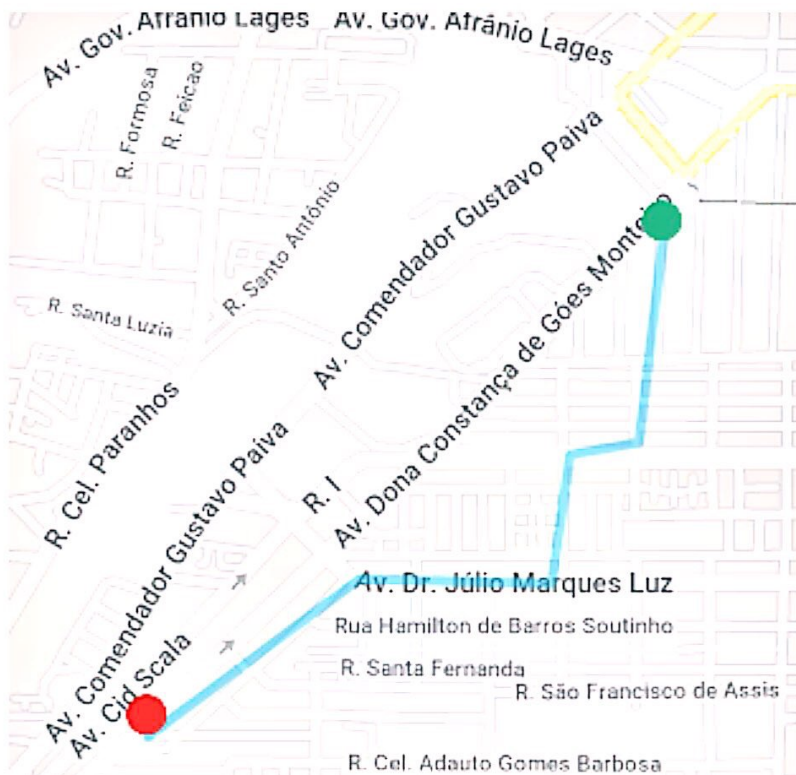 Av. Gov. Afrânio Lages
Av. Gov. Afrânio Lages
R. Formosa
R. Feicao
Av. Comendador Gustavo Paiva
R. Santo Antônio
Av. Dona Constança de Góes Monteiro
R. Santa Luzia
R. Cel. Paranhos
Av. Comendador Gustavo Paiva
R. I
Av. Dr. Júlio Marques Luz
Rua Hamilton de Barros Soutinho
Av. Cid Scala
R. Santa Fernanda
R. São Francisco de Assis
R. Cel. Adauto Gomes Barbosa